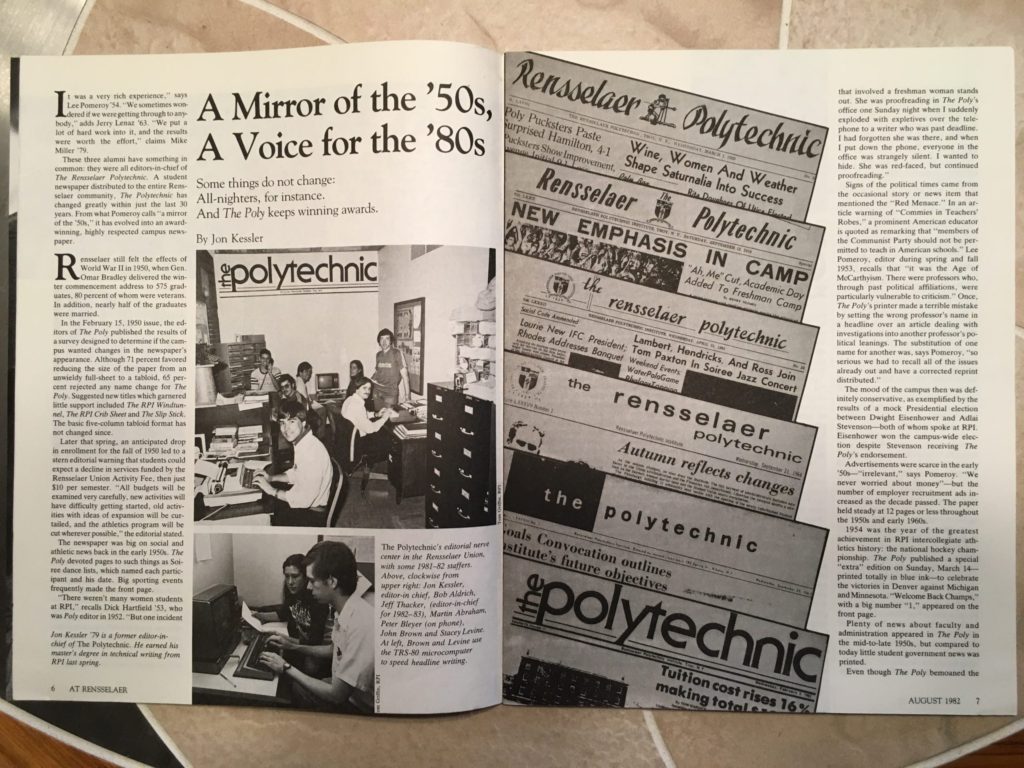 It was a very rich experience," says
Lee Pomeroy '54. "We sometimes won-
dered if we were getting through to any-
body," adds Jerry Lenaz '63. "We put a
lot of hard work into it, and the results
were worth the effort," claims Mike
Miller '79.
These three alumni have something in
common: they were all editors-in-chief of
The Rensselaer Polytechnic. A student
newspaper distributed to the entire Rens-
selaer community, The Polytechnic has
changed greatly within just the last 30
years. From what Pomeroy calls "a mirror
of the '50s," it has evolved into an award-
winning, highly respected campus news-
paper.
Rensselaer still felt the effects of
World War II in 1950, when Gen.
Omar Bradley delivered the win-
ter commencement address to 575 grad-
uates, 80 percent of whom were veterans.
In addition, nearly half of the graduates
were married.
In the February 15, 1950 issue, the ed-
itors of The Poly published the results of
a survey designed to determine if the cam-
pus wanted changes in the newspaper's
appearance. Although 71 percent favored
reducing the size of the paper from an
unwieldy full-sheet to a tabloid, 65 per-
cent rejected any name change for The
Poly. Suggested new titles which garnered
little support included The RPI Windtun-
nel, The RPI Crib Sheet and The Slip Stick.
The basic five-column tabloid format has
not changed since.
Later that spring, an anticipated drop
in enrollment for the fall of 1950 led to a
stern editorial warning that students could
expect a decline in services funded by the
Rensselaer Union Activity Fee, then just
$10 per semester. "All budgets will be
examined very carefully, new activities will
have difficulty getting started, old activ-
ities with ideas of expansion will be cur-
tailed, and the athletics program will be
cut wherever possible," the editorial stated.
The newspaper was big on social and
athletic news back in the early 1950s. The
Poly devoted pages to such things as Soi-
ree dance lists, which named each partic-
ipant and his date. Big sporting events
frequently made the front page.
"There weren't many women students
at RPI," recalls Dick Hartfield '53, who
was Poly editor in 1952. "But one incident
Jon Kessler '79 is a former editor-in-
chief of The Polytechnic. He earned his
master's degree in technical writing from
RPI last spring.
6 AT RENSSELAER
A Mirror of the '50s,
A Voice for the '80s
Some things do not change:
All-nighters, for instance.
And The Poly keeps winning awards.
By Jon Kessler
the polytechnic
Tom Griffin, RPI
The Polytechnic's editorial nerve
center in the Rensselaer Union,
with some 1981-82 staffers.
Above, clockwise from
upper right: Jon Kessler,
editor-in-chief, Bob Aldrich,
Jeff Thacker, (editor-in-chief
for 1982-83), Martin Abraham,
Peter Bleyer (on phone),
John Brown and Stacey Levine.
At left, Brown and Levine use
the TRS-80 microcomputer
to speed headline writing.
Tom Griffin, RPI
Rensselaer Polytechnic
Poly Pucksters Paste
Surprised Hamilton, 4-1
Pucksters Show Improvement,
Wine, Women And Weather
Shape Saturnalia Into Success
Rensselaer Polytechnic
NEW EMPHASIS IN CAMP
"Ah, Me" Cut, Academic Day
Added To Freshman Camp
the rensselaer polytechnic
Social Code Amended
Lourie New IFC President;
Rhodes Addresses Banquet
Weekend Events:
WaterPoloGame
Lambert, Hendricks, And Ross Join
Tom Paxton In Soiree Jazz Concert
the
rensselaer
polytechnic
Rensselaer Polytechnic Institute
Autumn reflects changes
the polytechnic
Goals Convocation outlines
Institute's future objectives
the polytechnic
Tuition cost rises 16%
making total
that involved a freshman woman stands
out. She was proofreading in The Poly's
office one Sunday night when I suddenly
exploded with expletives over the tele-
phone to a writer who was past deadline.
I had forgotten she was there, and when
I put down the phone, everyone in the
office was strangely silent. I wanted to
hide. She was red-faced, but continued
proofreading."
Signs of the political times came from
the occasional story or news item that
mentioned the "Red Menace." In an ar-
ticle warning of "Commies in Teachers'
Robes," a prominent American educator
is quoted as remarking that "members of
the Communist Party should not be per-
mitted to teach in American schools." Lee
Pomeroy, editor during spring and fall
1953, recalls that "it was the Age of
McCarthyism. There were professors who,
through past political affiliations, were
particularly vulnerable to criticism." Once,
The Poly's printer made a terrible mistake
by setting the wrong professor's name in
a headline over an article dealing with
investigations into another professor's po-
litical leanings. The substitution of one
name for another was, says Pomeroy, "so
serious we had to recall all of the issues
already out and have a corrected reprint
distributed."
The mood of the campus then was def-
initely conservative, as exemplified by the
results of a mock Presidential election
between Dwight Eisenhower and Adlai
Stevenson—both of whom spoke at RPI.
Eisenhower won the campus-wide elec-
tion despite Stevenson receiving The
Poly's endorsement.
Advertisements were scarce in the early
'50s—"irrelevant," says Pomeroy. "We
never worried about money"—but the
number of employer recruitment ads in-
creased as the decade passed. The paper
held steady at 12 pages or less throughout
the 1950s and early 1960s.
1954 was the year of the greatest
achievement in RPI intercollegiate ath-
letics history: the national hockey cham-
pionship. The Poly published a special
"extra" edition on Sunday, March 14—
printed totally in blue ink—to celebrate
the victories in Denver against Michigan
and Minnesota. "Welcome Back Champs,"
with a big number "1," appeared on the
front page.
Plenty of news about faculty and
administration appeared in The Poly in
the mid-to-late 1950s, but compared to
today little student government news was
printed.
Even though The Poly bemoaned the
AUGUST 1982 7